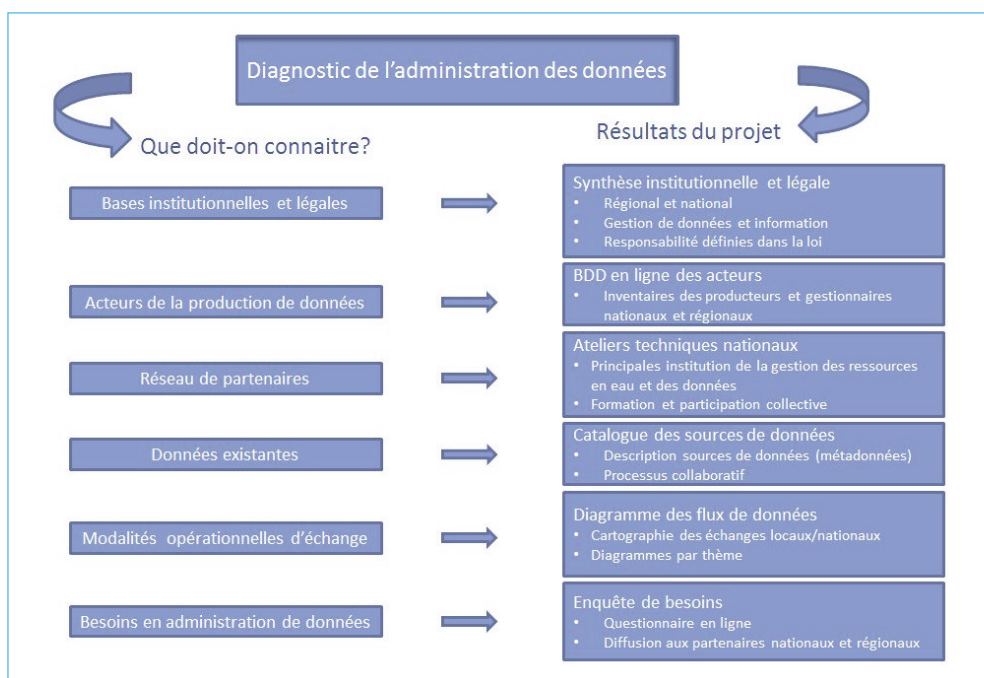 Diagnostic de l'administration des données
Que doit-on connaitre?
Résultats du projet
Bases institutionnelles et légales
Synthèse institutionnelle et légale
• Régional et national
• Gestion de données et information
• Responsabilité définies dans la loi
Acteurs de la production de données
BDD en ligne des acteurs
• Inventaires des producteurs et gestionnaires
nationaux et régionaux
Réseau de partenaires
Ateliers techniques nationaux
• Principales institution de la gestion des ressources
en eau et des données
• Formation et participation collective
Données existantes
Catalogue des sources de données
• Description sources de données (métadonnées)
• Processus collaboratif
Modalités opérationnelles d'échange
Diagramme des flux de données
• Cartographie des échanges locaux/nationaux
• Diagrammes par thème
Besoins en administration de données
Enquête de besoins
• Questionnaire en ligne
• Diffusion aux partenaires nationaux et régionaux